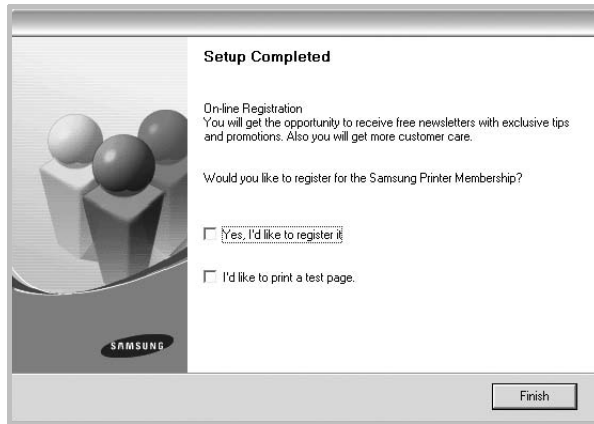 Setup Completed
On-line Registration
You will get the opportunity to receive free newsletters with exclusive tips
and promotions. Also you will get more customer care.
Would you like to register for the Samsung Printer Membership?
Yes, I'd like to register it
I'd like to print a test page.
SAMSUNG
Finish